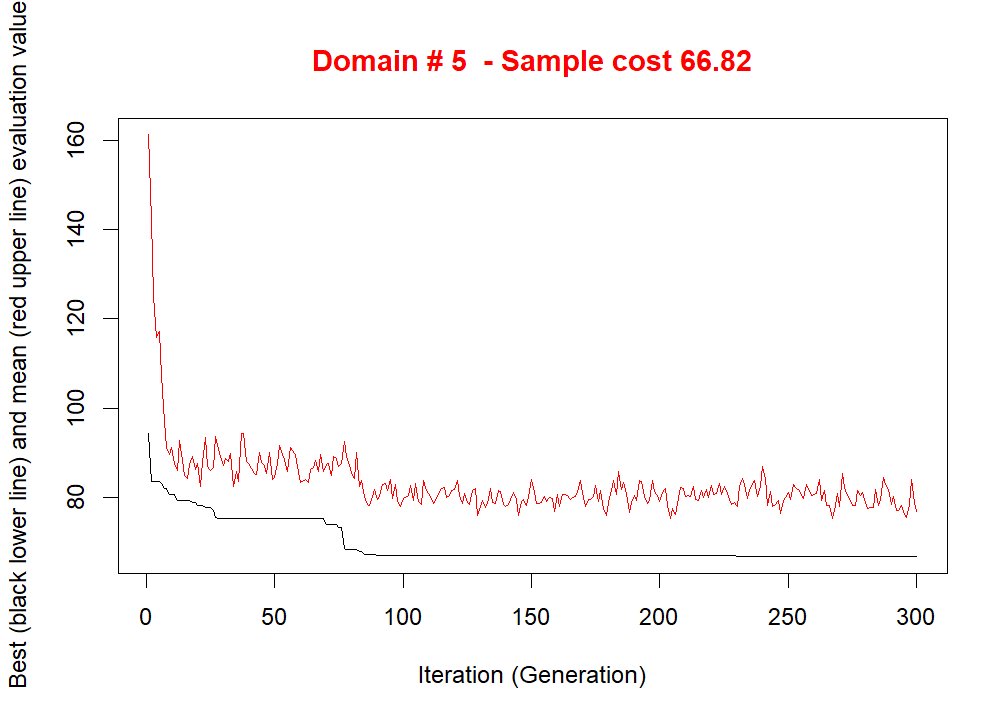 Domain # 5  - Sample cost 66.82
Best (black lower line) and mean (red upper line) evaluation value
160
140
120
100
80
0 50 100 150 200 250 300
Iteration (Generation)